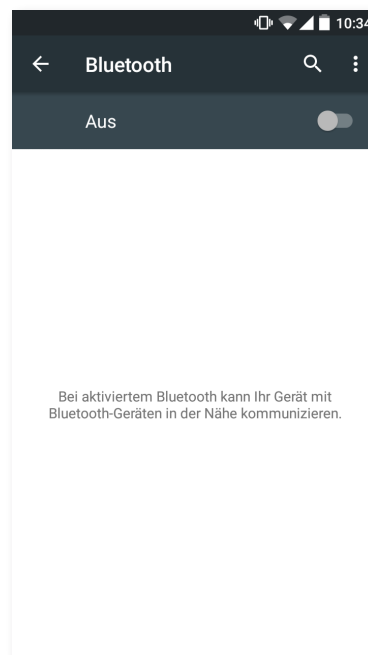 10:34
Bluetooth
Aus
Bei aktiviertem Bluetooth kann Ihr Gerät mit
Bluetooth-Geräten in der Nähe kommunizieren.